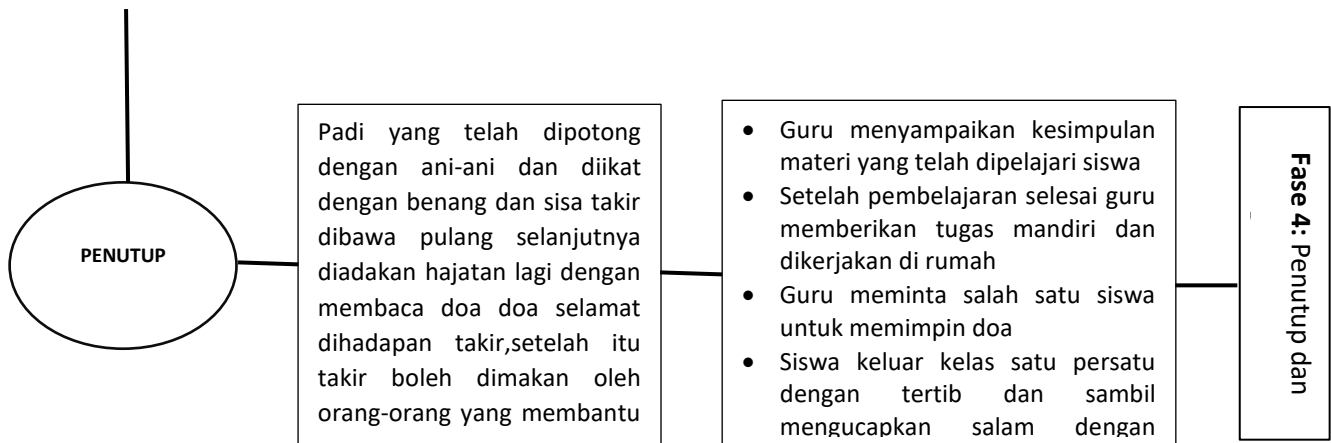 PENUTUP
Padi yang telah dipotong
dengan ani-ani dan diikat
dengan benang dan sisa takir
dibawa pulang selanjutnya
diadakan hajatan lagi dengan
membaca doa doa selamat
dihadapan takir,setelah itu
takir boleh dimakan oleh
orang-orang yang membantu
• Guru menyampaikan kesimpulan
materi yang telah dipelajari siswa
• Setelah pembelajaran selesai guru
memberikan tugas mandiri dan
dikerjakan di rumah
• Guru meminta salah satu siswa
untuk memimpin doa
• Siswa keluar kelas satu persatu
dengan tertib dan sambil
mengucapkan salam dengan
Fase 4: Penutup dan